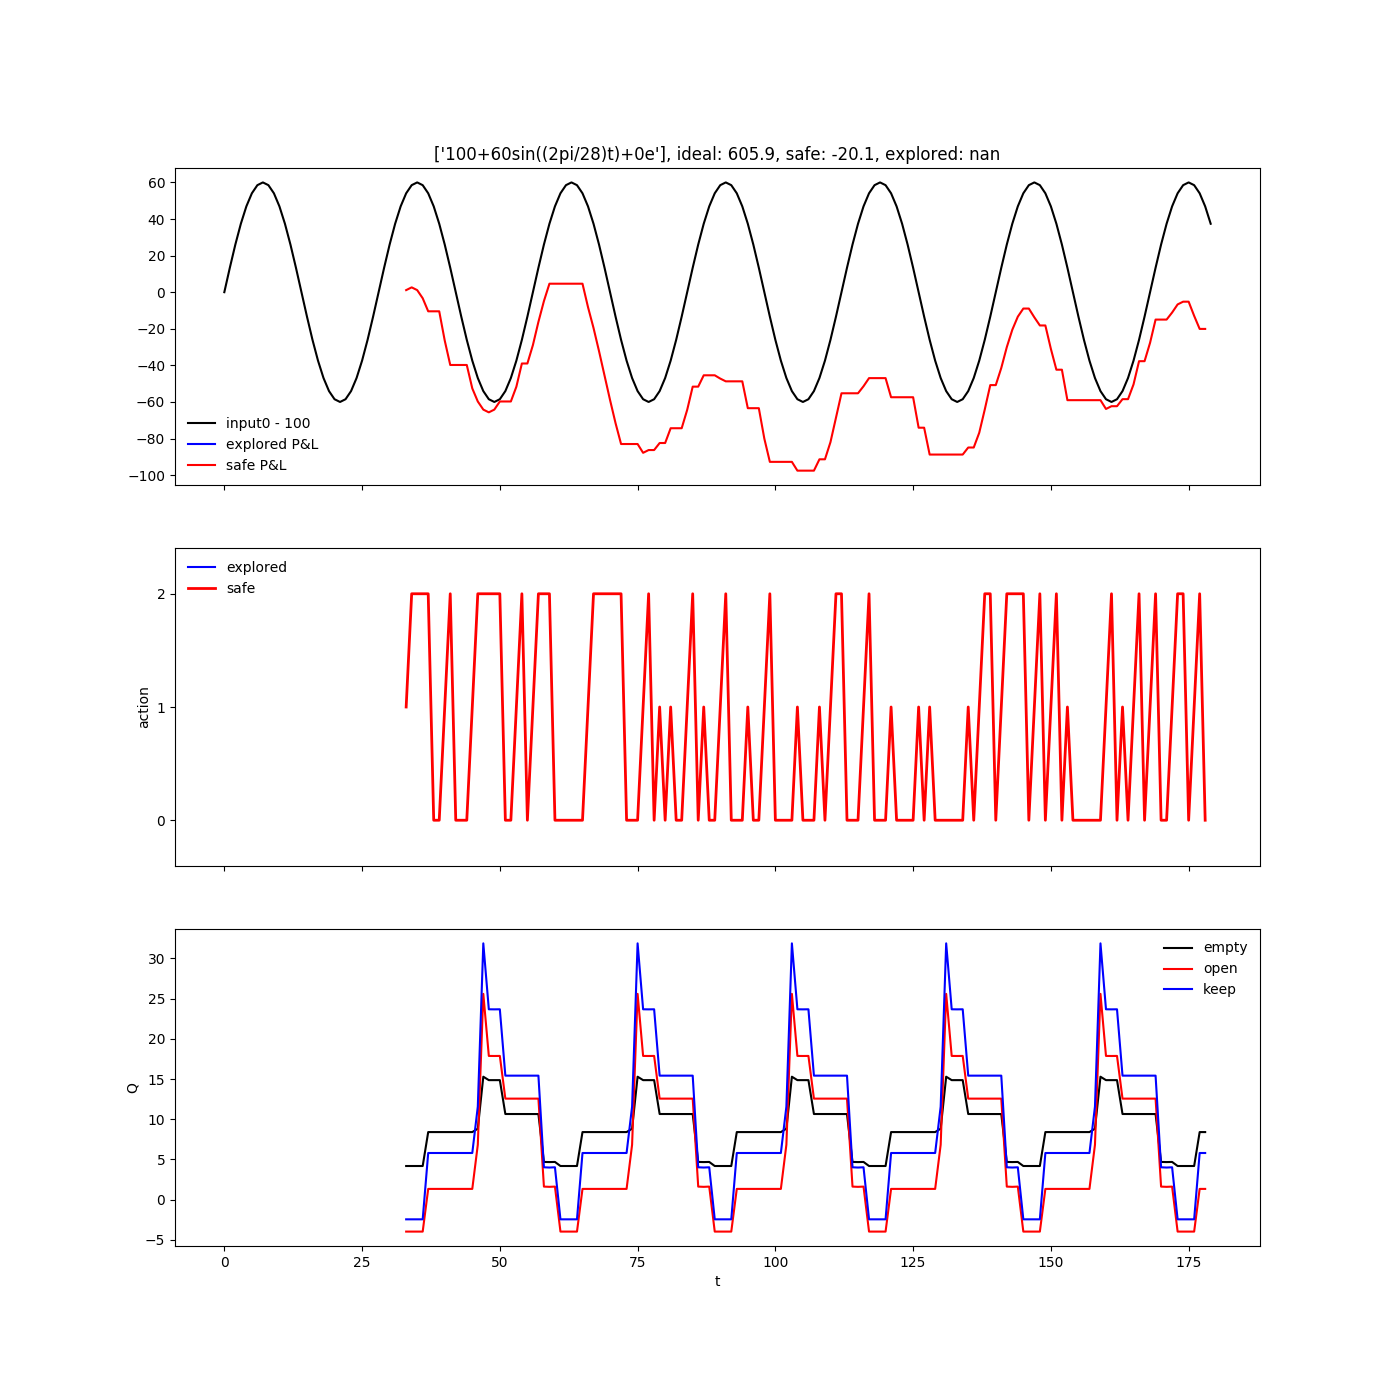 ['100+60sin((2pi/28)t)+0e'], ideal: 605.9, safe: -20.1, explored: nan
60
40
20
0
−20
−40
−60
−80
−100
input0 - 100
explored P&L
safe P&L
explored
safe
2
1
0
action
empty
open
keep
30
25
20
15
10
5
0
−5
Q
0
25
50
75
100
125
150
175
t